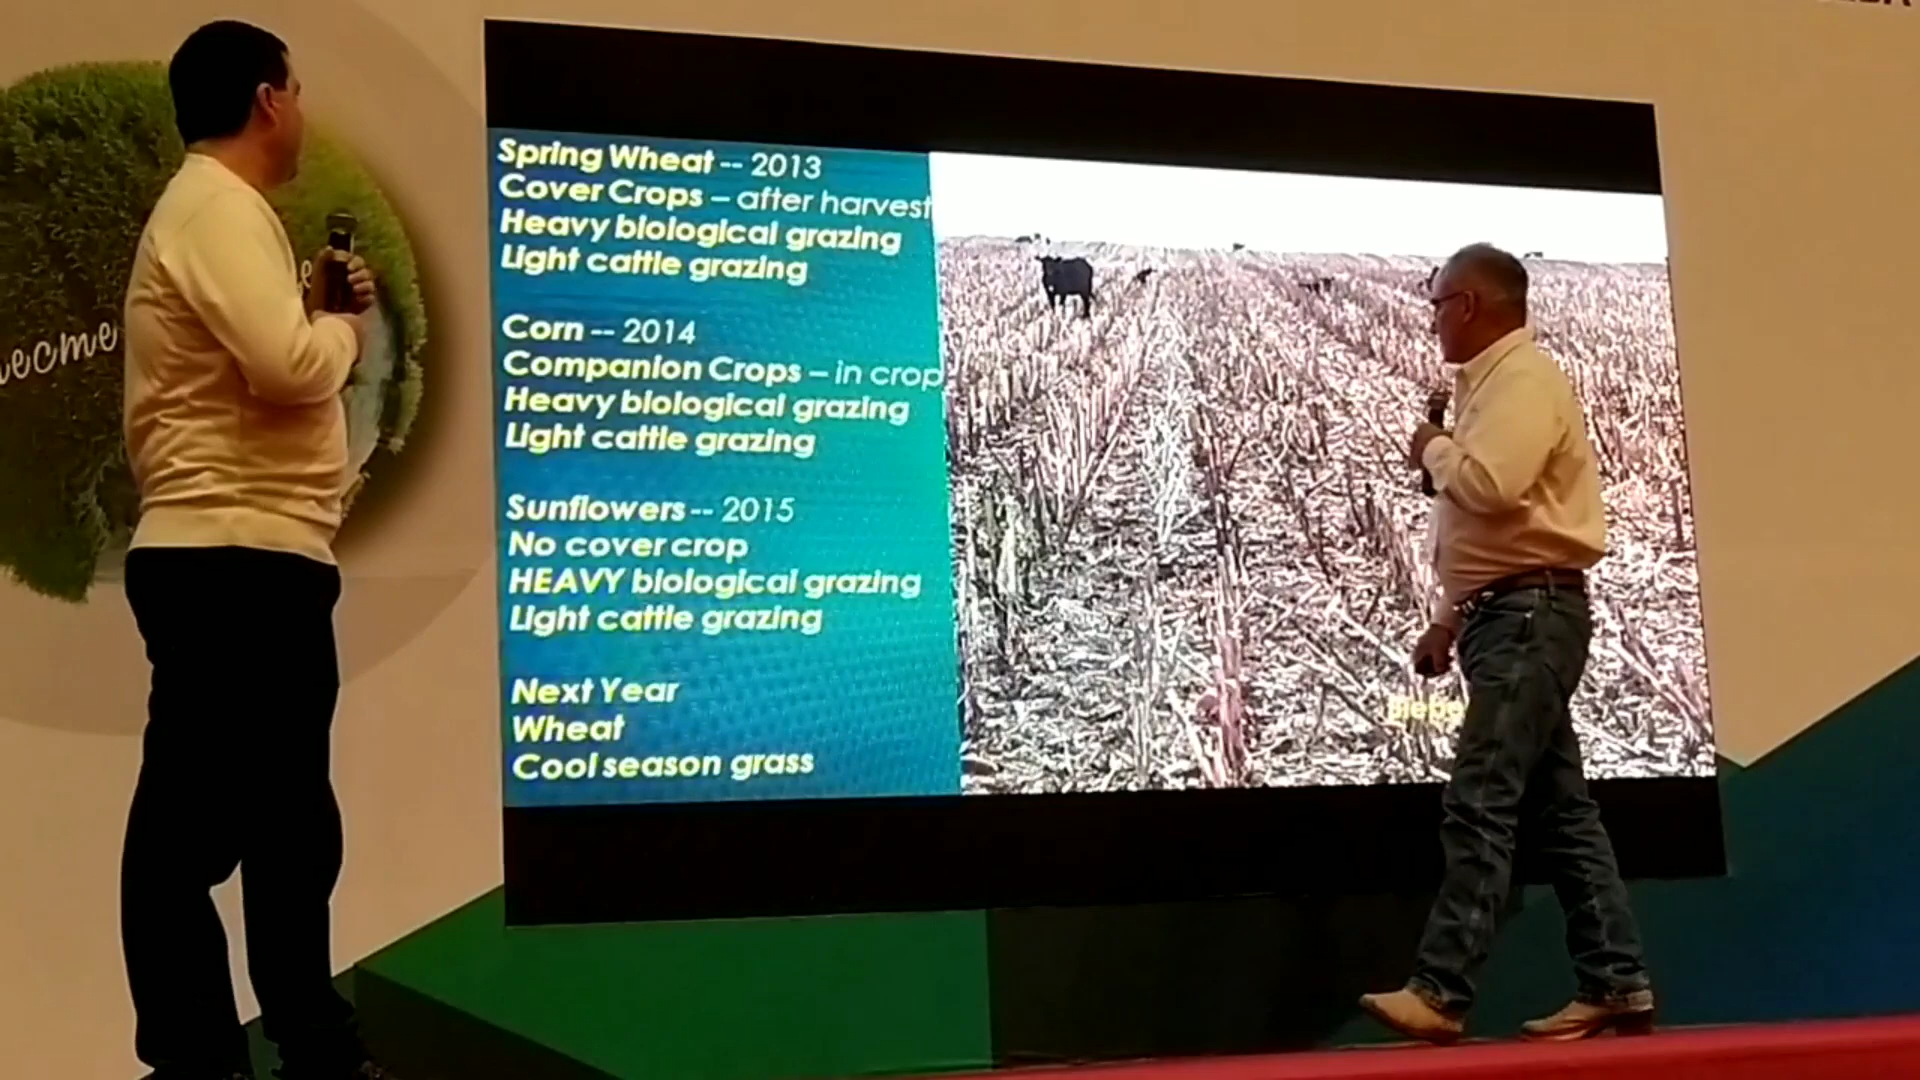 Spring Wheat -- 2013
Cover Crops – after harvest
Heavy biological grazing
Light cattle grazing
Corn -- 2014
Companion Crops – in crop
Heavy biological grazing
Light cattle grazing
Sunflowers -- 2015
No cover crop
HEAVY biological grazing
Light cattle grazing
Next Year
Wheat
Cool season grass